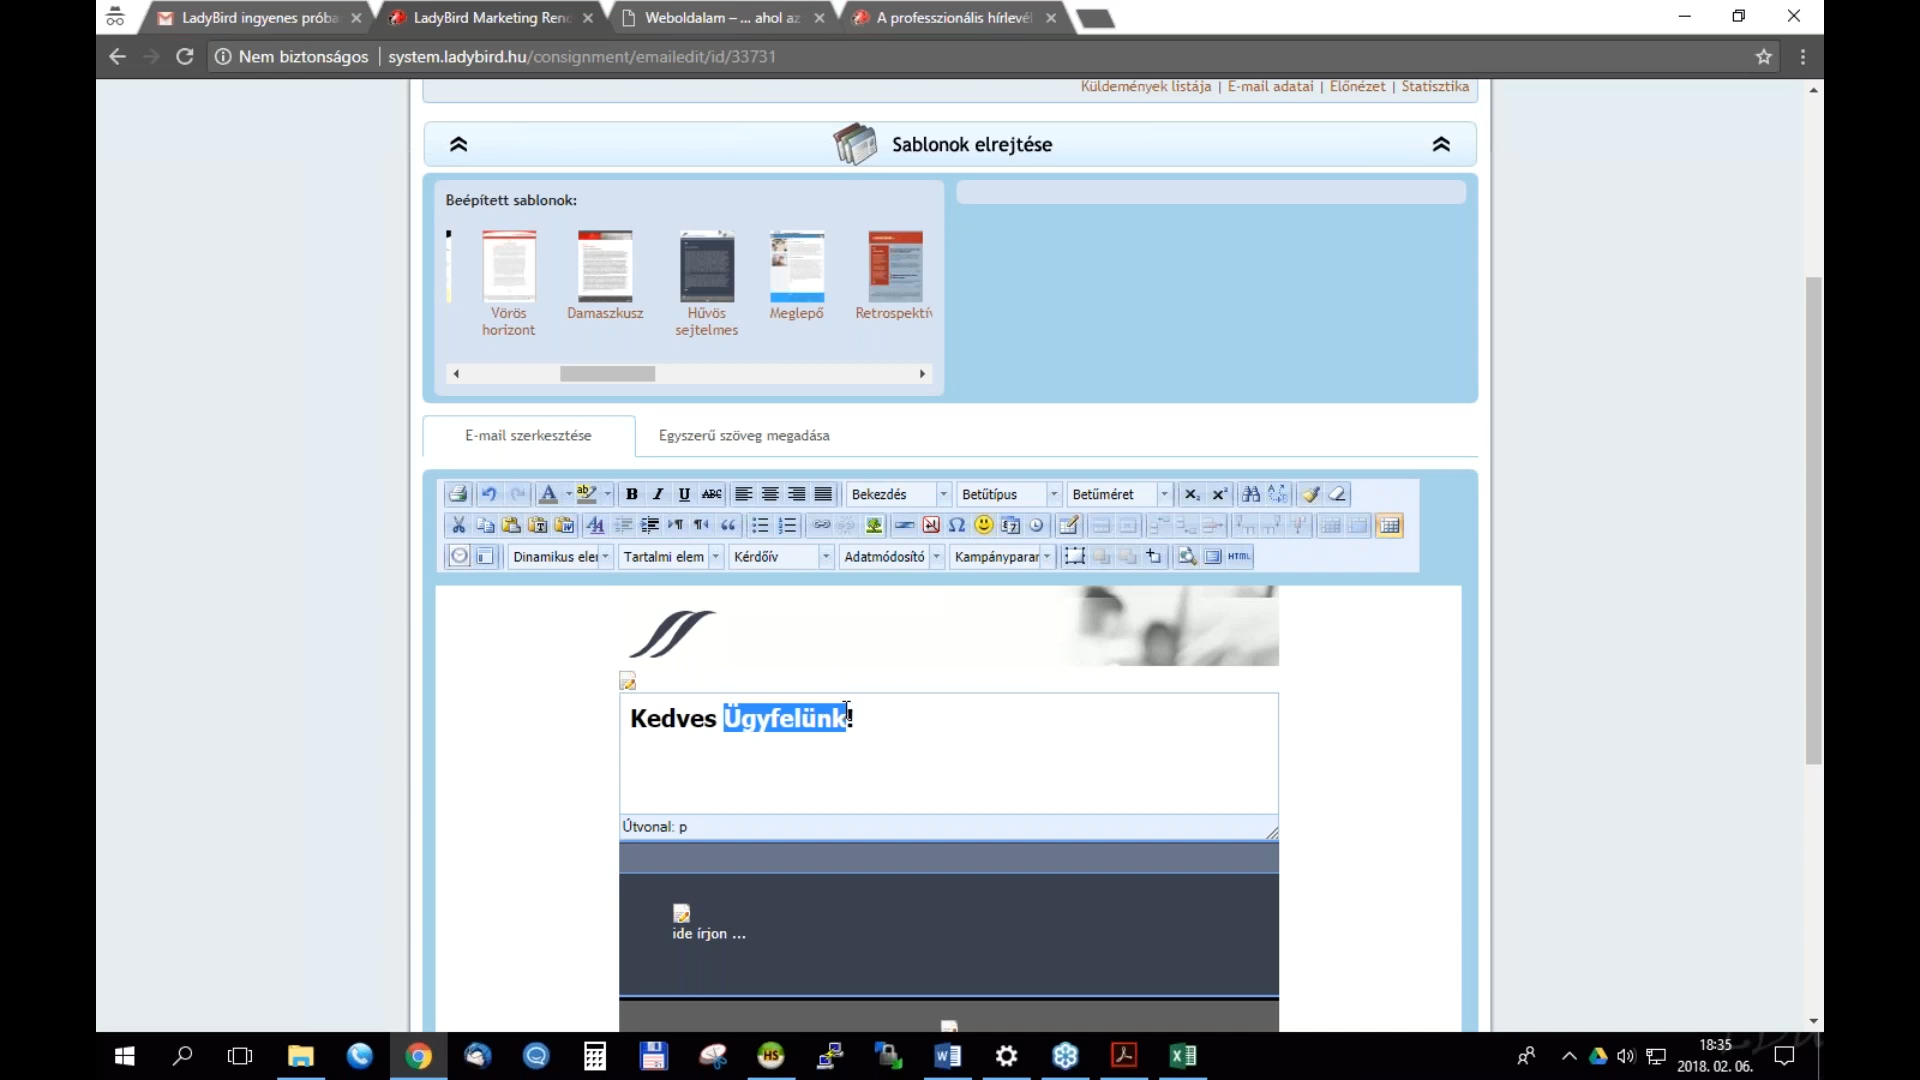 LadyBird ingyenes próba
LadyBird Marketing Ren
Weboldalam – ... ahol az
A professzionális hírlevél
Nem biztonságos
system.ladybird.hu/consignment/emailedit/id/33731
Küldemények listája | E-mail adatai | Előnézet | Statisztika
Sablonok elrejtése
Beépített sablonok:
Vörös horizont
Damaszkusz
Hűvös sejtelmes
Meglepő
Retrospektív
E-mail szerkesztése
Egyszerű szöveg megadása
Bekezdés
Betűtípus
Betűméret
Dinamikus elem
Tartalmi elem
Kérdőív
Adatmódosító
Kampányparam
HTML
Kedves Ügyfelünk!
Útvonal: p
ide írjon ...
18:35
2018. 02. 06.